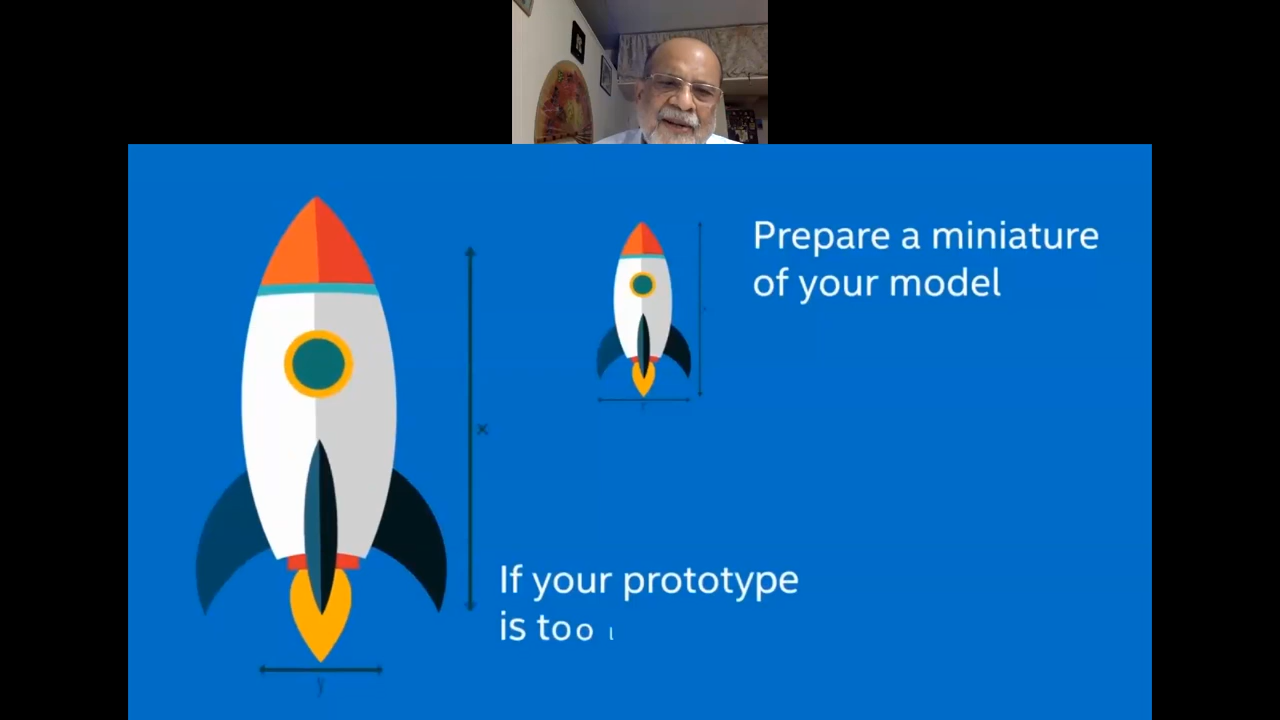 Prepare a miniature
of your model
x
If your prototype
is too l
y